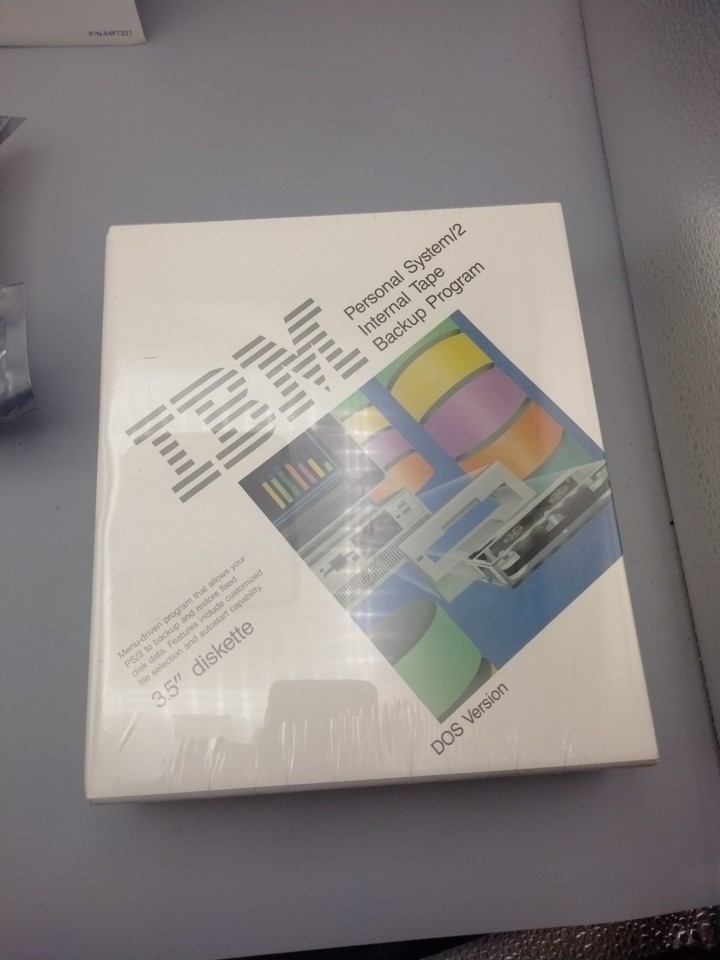 P/N-64F7221
IBM
Personal System/2
Internal Tape
Backup Program
Menu-driven program that allows your
PS/2 to backup and restore fixed
disk data. Features include customized
file selection and autostart capability.
3.5" diskette
DOS Version